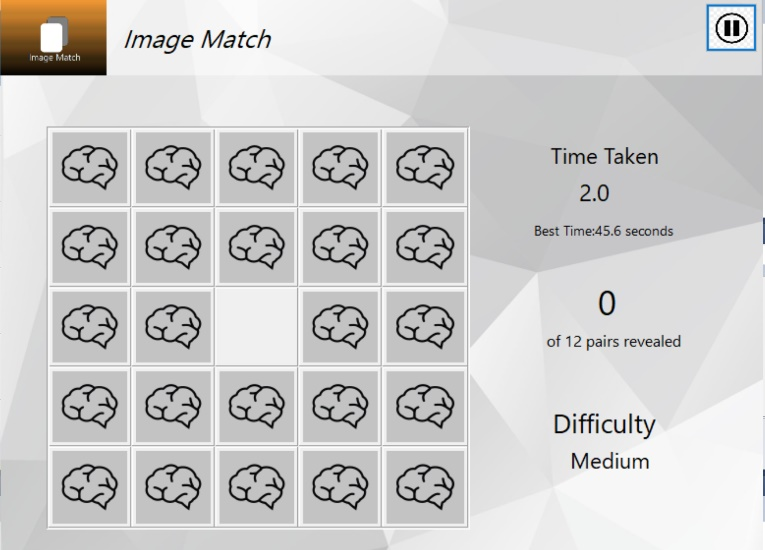 Image Match
Image Match
Time Taken
2.0
Best Time:45.6 seconds
0
of 12 pairs revealed
Difficulty
Medium